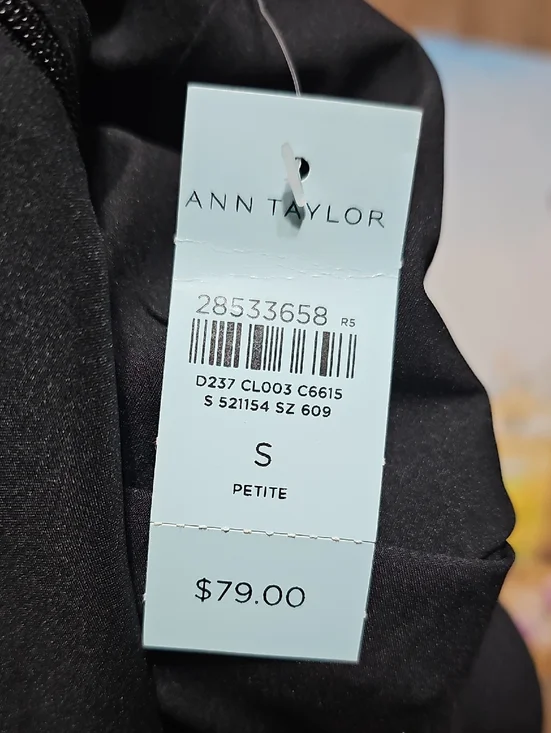 ANN TAYLOR
28533658 R5
D237 CL003 C6615
S 521154 SZ 609
S
PETITE
$79.00